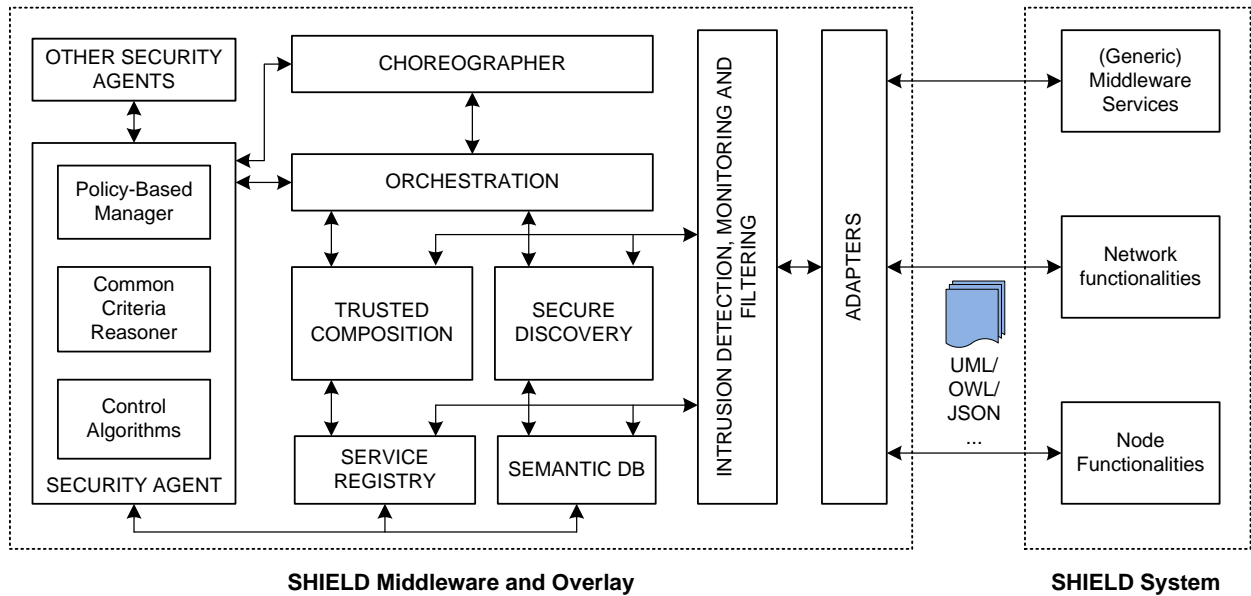 OTHER SECURITY
AGENTS
CHOREOGRAPHER
ORCHESTRATION
Policy-Based
Manager
Common
Criteria
Reasoner
Control
Algorithms
SECURITY AGENT
TRUSTED
COMPOSITION
SECURE
DISCOVERY
SERVICE
REGISTRY
SEMANTIC DB
INTRUSION DETECTION, MONITORING AND
FILTERING
ADAPTERS
UML/
OWL/
JSON
...
(Generic)
Middleware
Services
Network
functionalities
Node
Functionalities
SHIELD Middleware and Overlay
SHIELD System